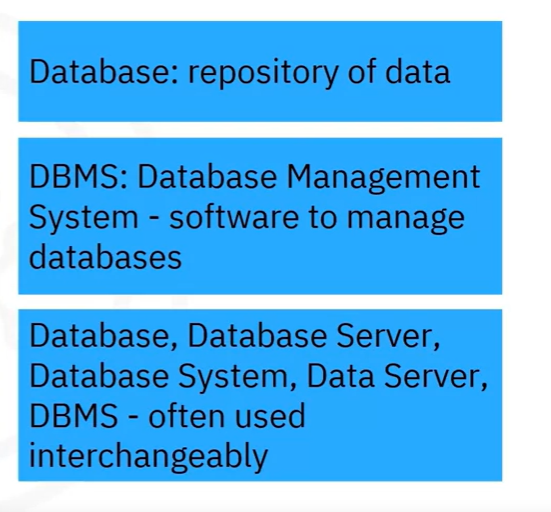 Database: repository of data
DBMS: Database Management
System - software to manage
databases
Database, Database Server,
Database System, Data Server,
DBMS - often used
interchangeably